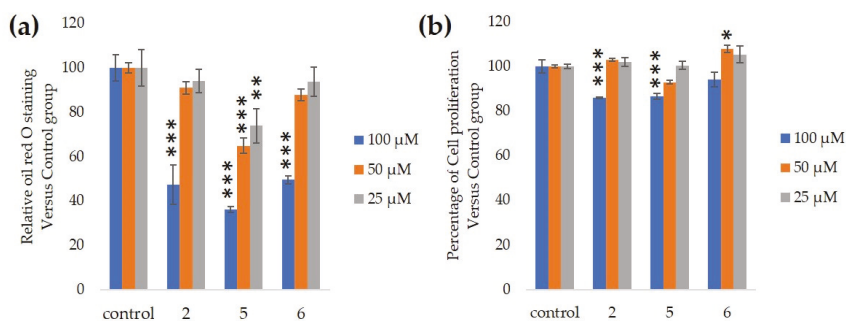 (a)
Relative oil red O staining
Versus Control group
120
100
80
60
40
20
0
***
***
***
**
***
control 2 5 6
100 µM
50 µM
25 µM
(b)
Percentage of Cell proliferation
Versus Control group
120
100
80
60
40
20
0
***
***
*
control 2 5 6
100 µM
50 µM
25 µM